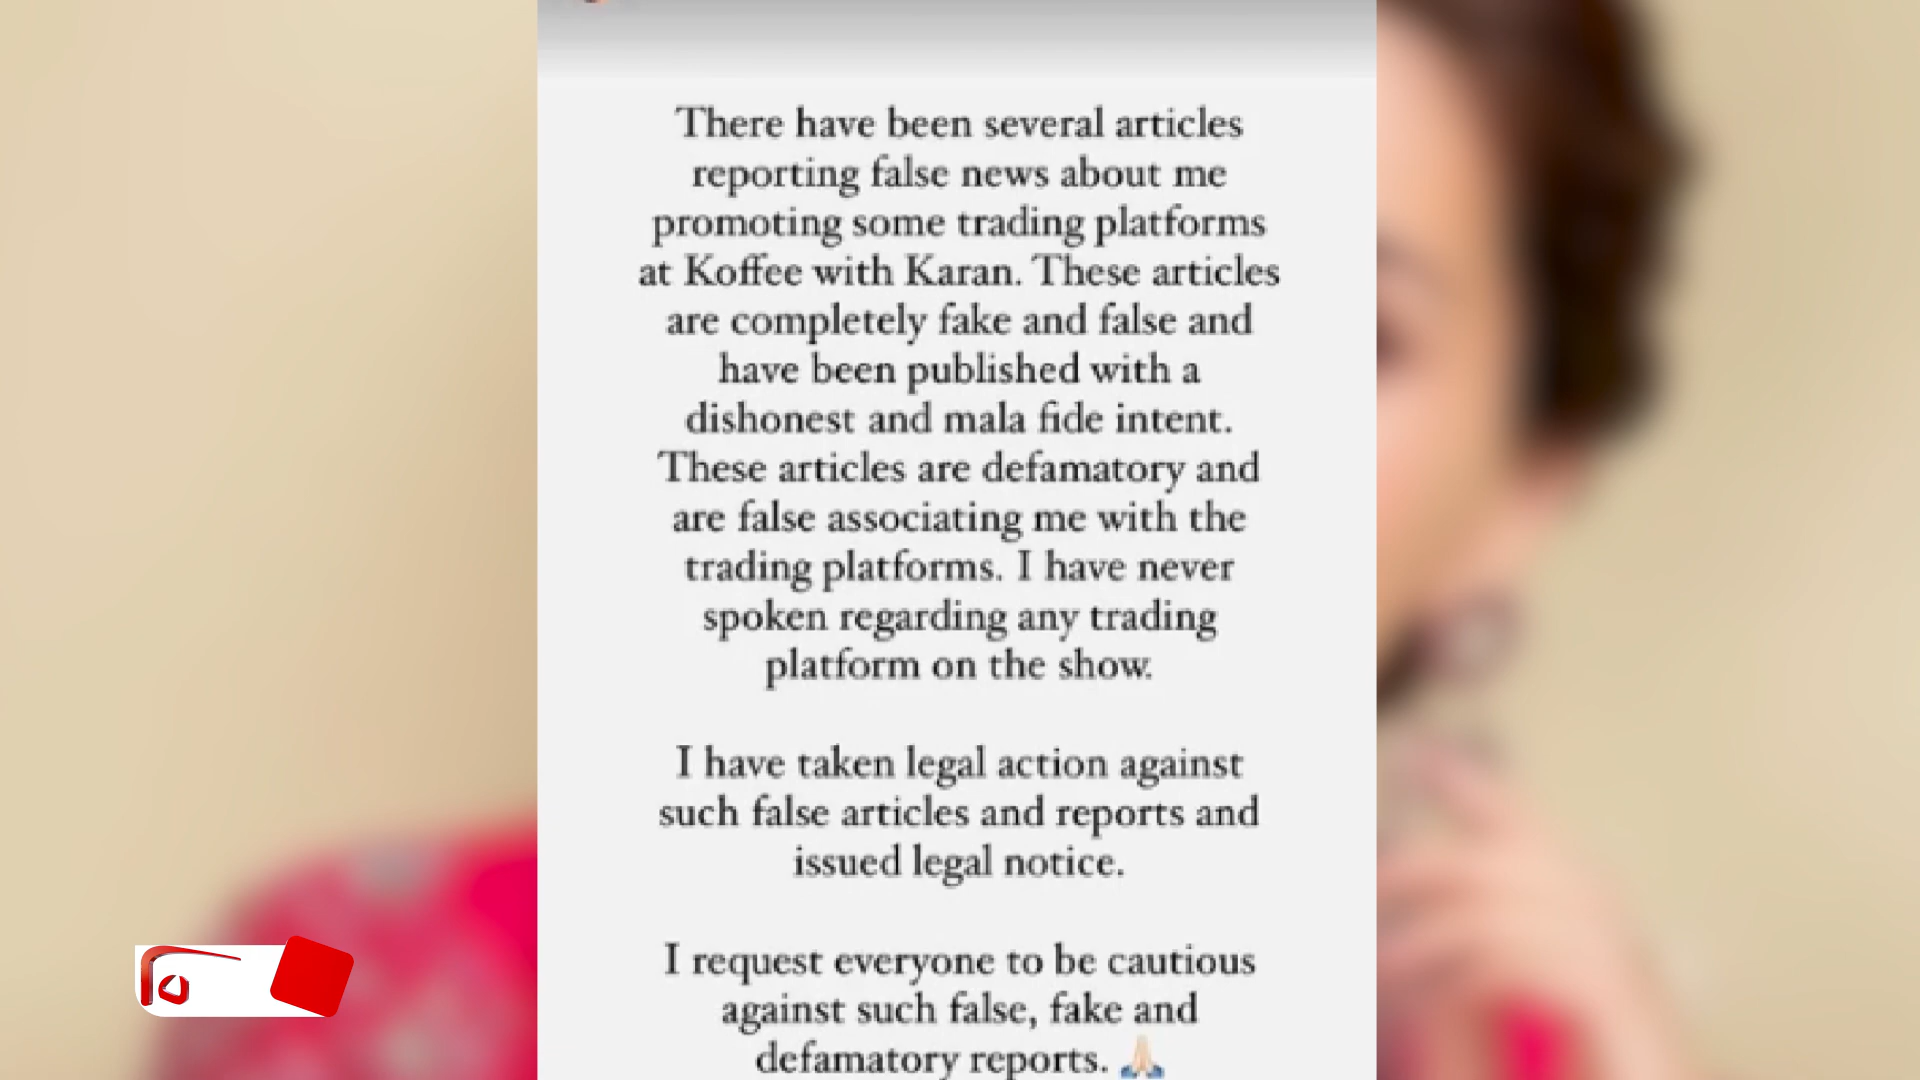 There have been several articles
reporting false news about me
promoting some trading platforms
at Koffee with Karan. These articles
are completely fake and false and
have been published with a
dishonest and mala fide intent.
These articles are defamatory and
are false associating me with the
trading platforms. I have never
spoken regarding any trading
platform on the show.
I have taken legal action against
such false articles and reports and
issued legal notice.
I request everyone to be cautious
against such false, fake and
defamatory reports. 🙏🏻